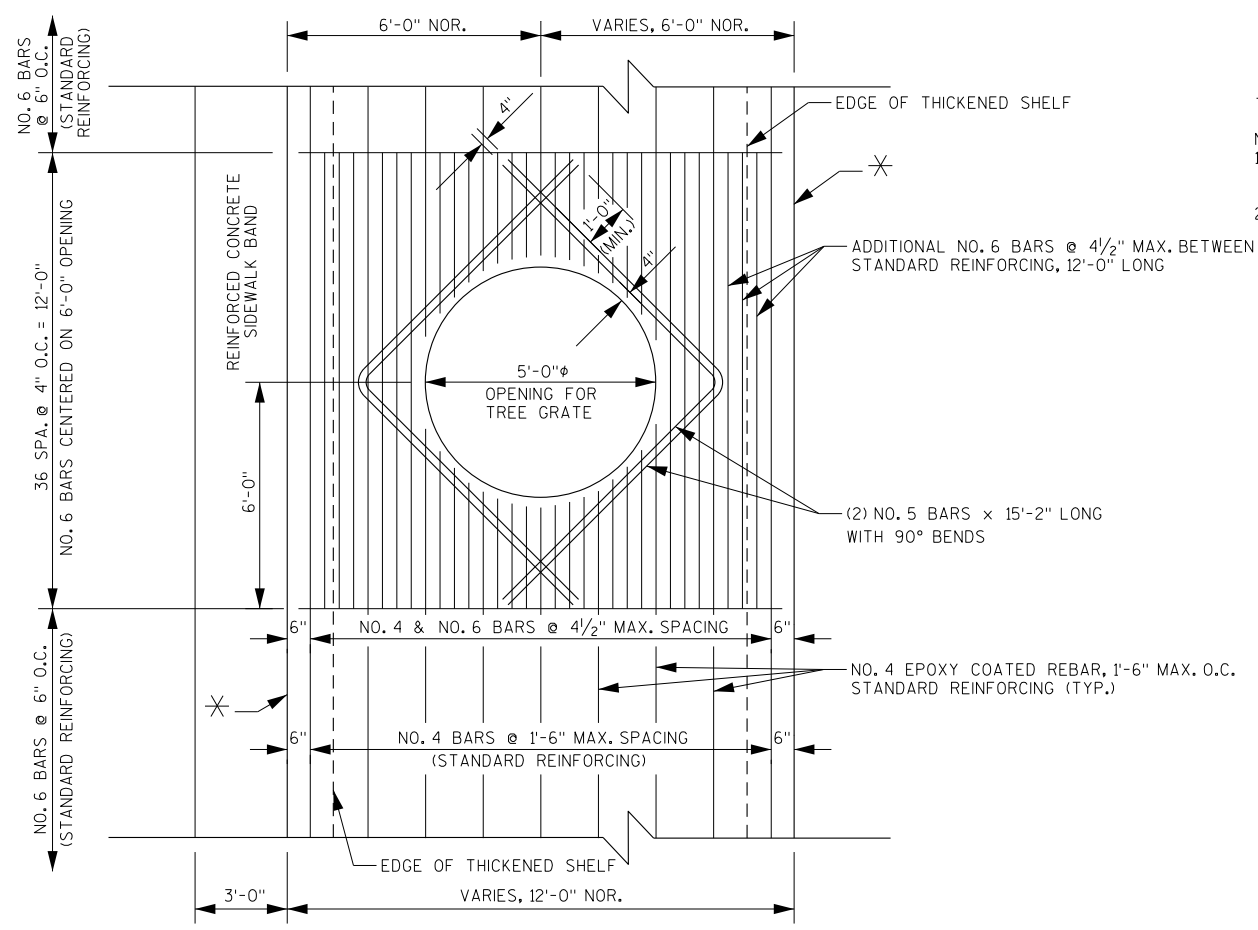 6'-0" NOR.
VARIES, 6'-0" NOR.
NO. 6 BARS
@ 6" O.C.
(STANDARD
REINFORCING)
4"
EDGE OF THICKENED SHELF
REINFORCED CONCRETE
SIDEWALK BAND
1'-0"
(MIN.)
4"
ADDITIONAL NO. 6 BARS @ 4 1/2" MAX. BETWEEN
STANDARD REINFORCING, 12'-0" LONG
36 SPA. @ 4" O.C. = 12'-0"
NO. 6 BARS CENTERED ON 6'-0" OPENING
5'-0"ø
OPENING FOR
TREE GRATE
6'-0"
(2) NO. 5 BARS x 15'-2" LONG
WITH 90° BENDS
6"
NO. 4 & NO. 6 BARS @ 4 1/2" MAX. SPACING
6"
NO. 4 EPOXY COATED REBAR, 1'-6" MAX. O.C.
STANDARD REINFORCING (TYP.)
NO. 6 BARS @ 6" O.C.
(STANDARD REINFORCING)
6"
NO. 4 BARS @ 1'-6" MAX. SPACING
(STANDARD REINFORCING)
6"
EDGE OF THICKENED SHELF
3'-0"
VARIES, 12'-0" NOR.